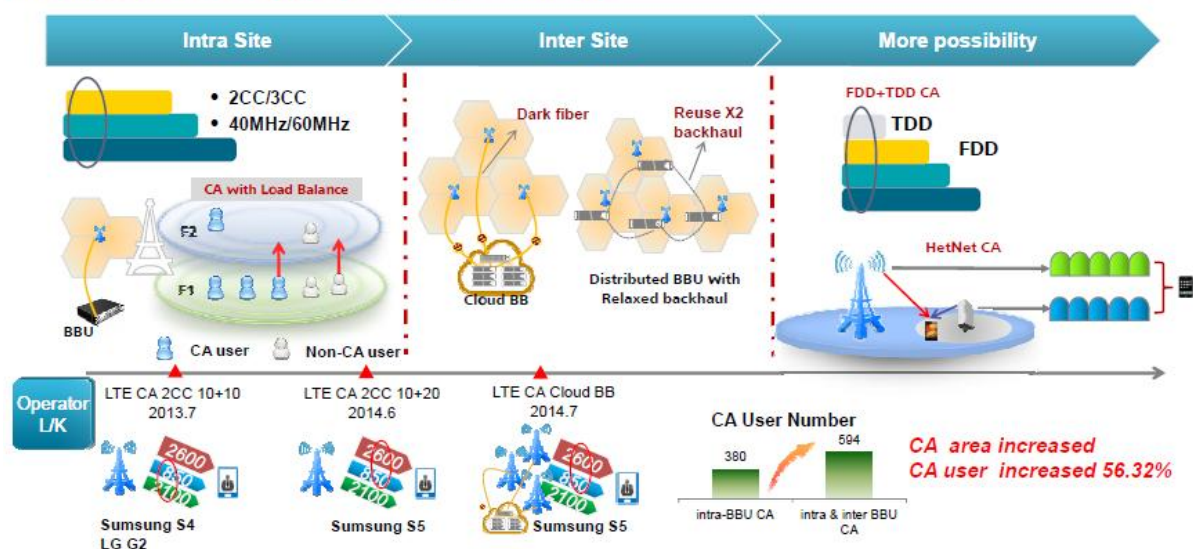 Intra Site
Inter Site
More possibility
• 2CC/3CC
• 40MHz/60MHz
CA with Load Balance
F2
F1
BBU
CA user
Non-CA user
Dark fiber
Reuse X2
backhaul
Cloud BB
Distributed BBU With
Relaxed backhaul
FDD+TDD CA
TDD
FDD
HetNet CA
Operator
L/K
LTE CA 2CC 10+10
2013.7
2600
850
2100
Sumsung S4
LG G2
LTE CA 2CC 10+20
2014.6
2600
850
2100
Sumsung S5
LTE CA Cloud BB
2014.7
2600
850
2100
Sumsung S5
CA User Number
380
594
intra-BBU CA
intra & inter BBU
CA
CA area increased
CA user increased 56.32%